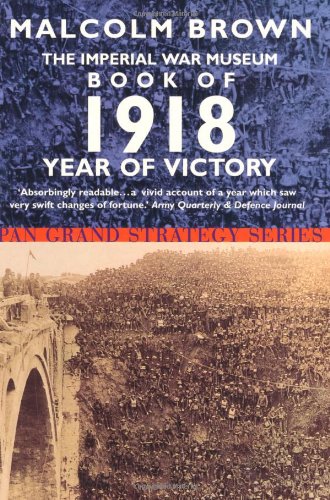 MALCOLM BROWN
THE IMPERIAL WAR MUSEUM
BOOK OF
1918
YEAR OF VICTORY
'Absorbingly readable...a vivid account of a year which saw
very swift changes of fortune.' Army Quarterly & Defence Journal
PAN GRAND STRATEGY SERIES